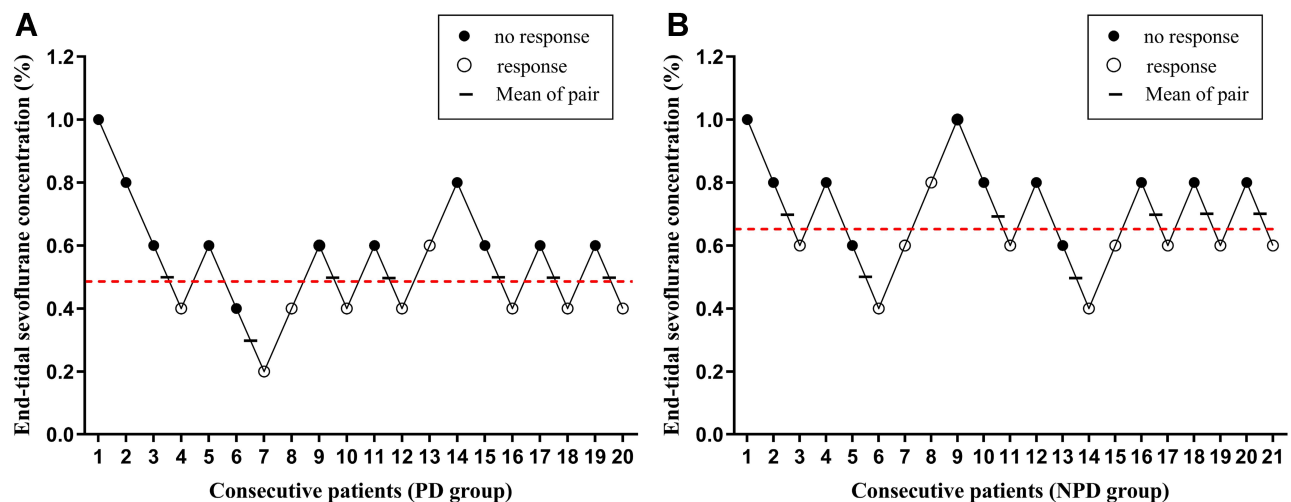 A
no response
response
Mean of pair
End-tidal sevoflurane concentration (%)
1.2
1.0
0.8
0.6
0.4
0.2
0.0
1 2 3 4 5 6 7 8 9 10 11 12 13 14 15 16 17 18 19 20
Consecutive patients (PD group)
B
no response
response
Mean of pair
End-tidal sevoflurane concentration (%)
1.2
1.0
0.8
0.6
0.4
0.2
0.0
1 2 3 4 5 6 7 8 9 10 11 12 13 14 15 16 17 18 19 20 21
Consecutive patients (NPD group)